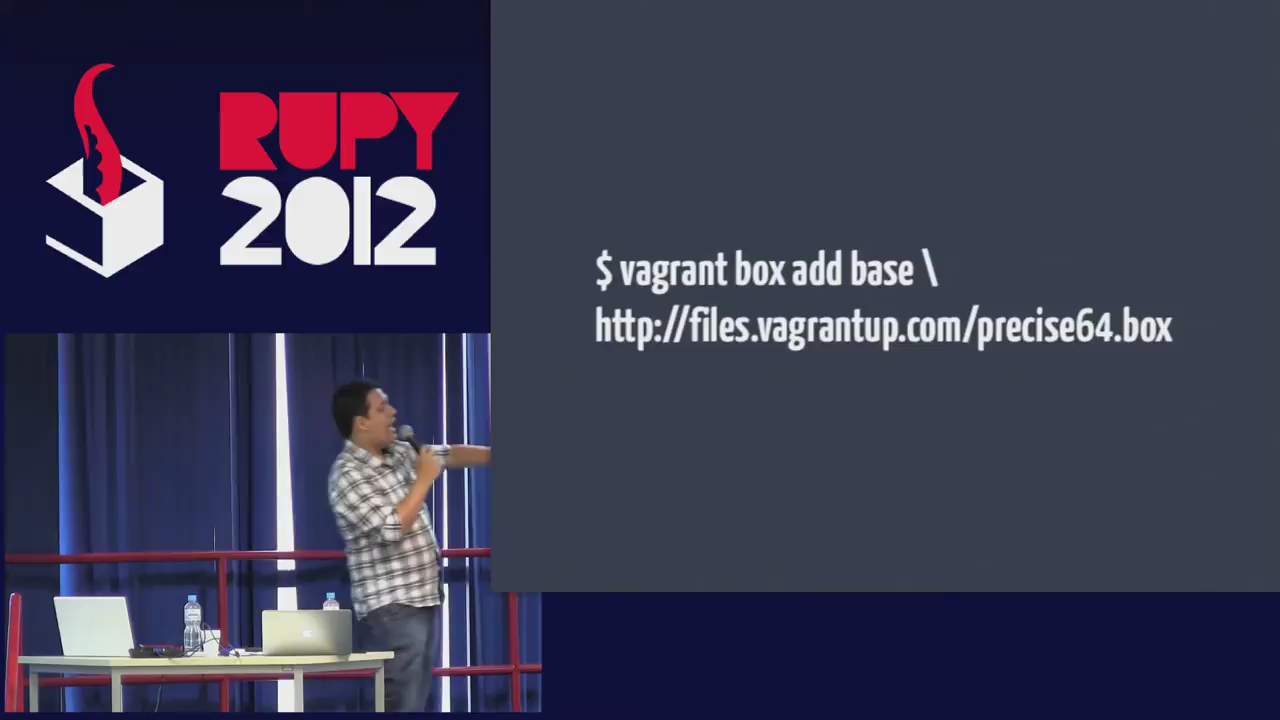 RUPY
2012
$ vagrant box add base \
http://files.vagrantup.com/precise64.box